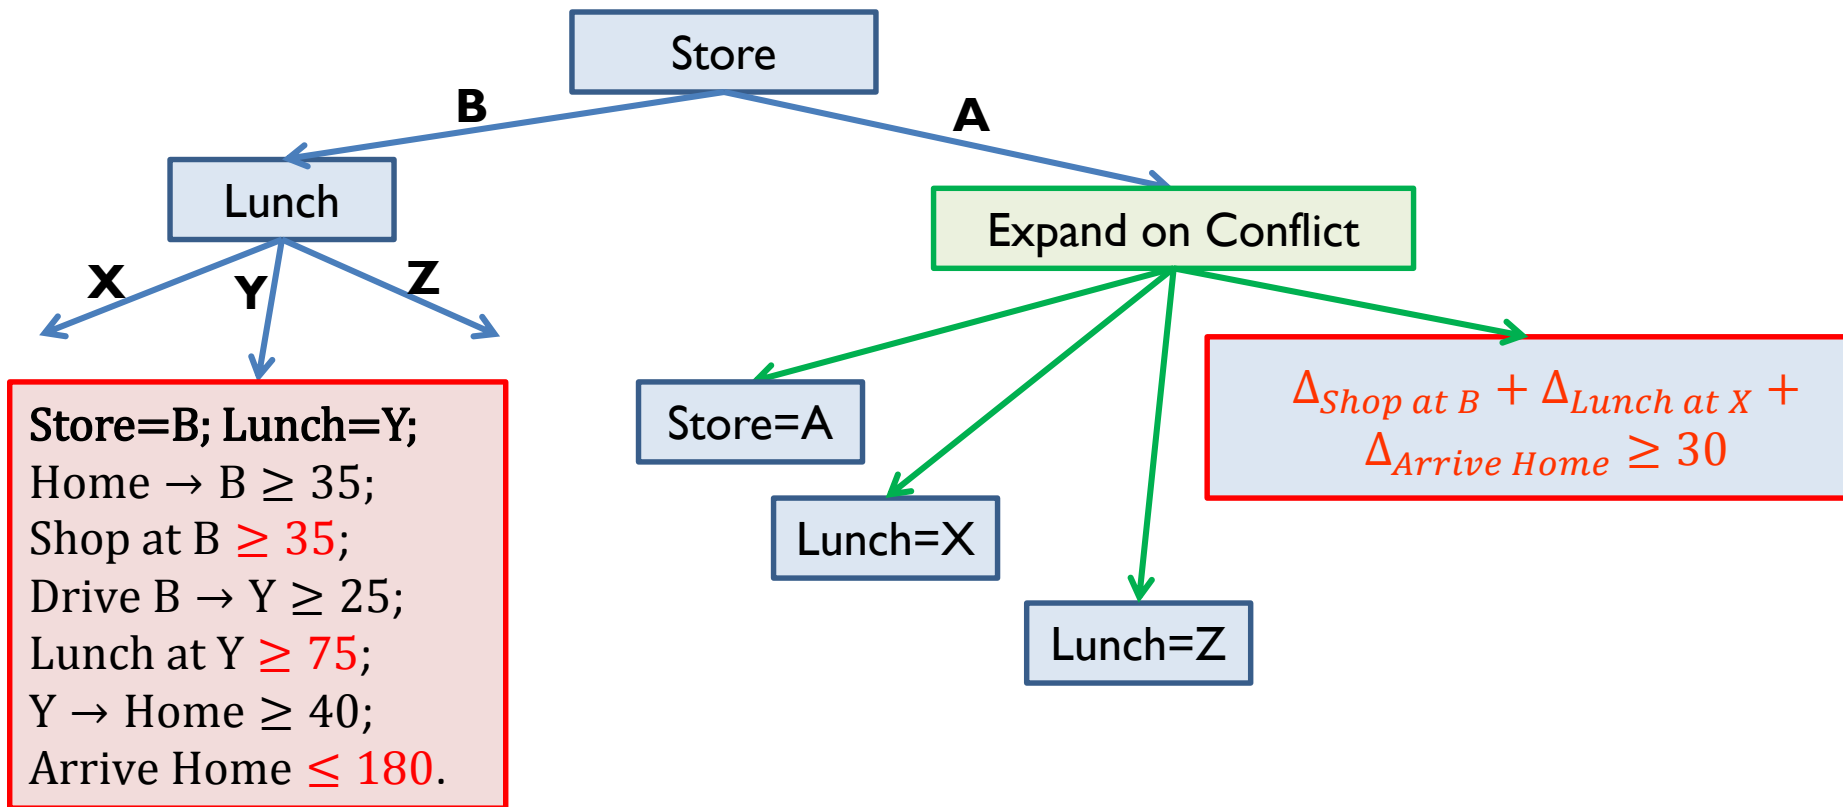 Store
B
A
Lunch
Expand on Conflict
X
Y
Z
Store=B; Lunch=Y;
Home → B ≥ 35;
Shop at B ≥ 35;
Drive B → Y ≥ 25;
Lunch at Y ≥ 75;
Y → Home ≥ 40;
Arrive Home ≤ 180.
Store=A
Lunch=X
Lunch=Z
Δ_Shop at B + Δ_Lunch at X +
Δ_Arrive Home ≥ 30